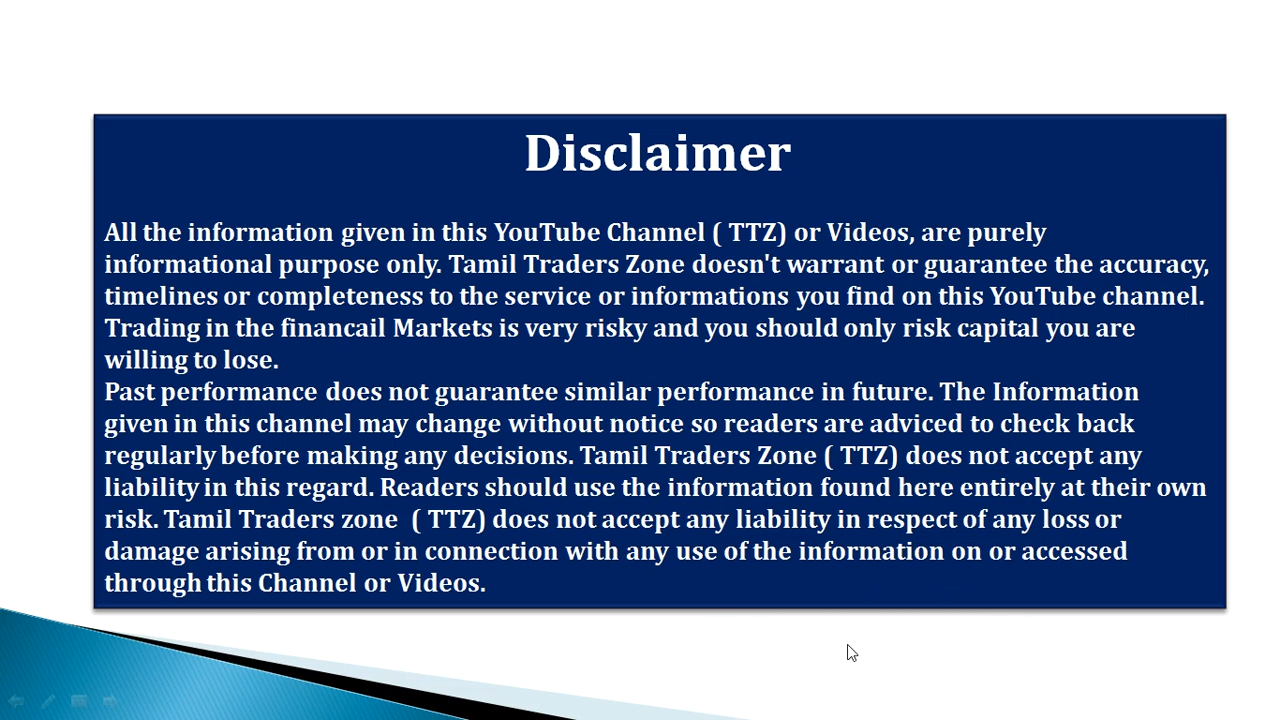 Disclaimer
All the information given in this YouTube Channel ( TTZ) or Videos, are purely
informational purpose only. Tamil Traders Zone doesn't warrant or guarantee the accuracy,
timelines or completeness to the service or informations you find on this YouTube channel.
Trading in the financail Markets is very risky and you should only risk capital you are
willing to lose.
Past performance does not guarantee similar performance in future. The Information
given in this channel may change without notice so readers are adviced to check back
regularly before making any decisions. Tamil Traders Zone ( TTZ) does not accept any
liability in this regard. Readers should use the information found here entirely at their own
risk. Tamil Traders zone  ( TTZ) does not accept any liability in respect of any loss or
damage arising from or in connection with any use of the information on or accessed
through this Channel or Videos.